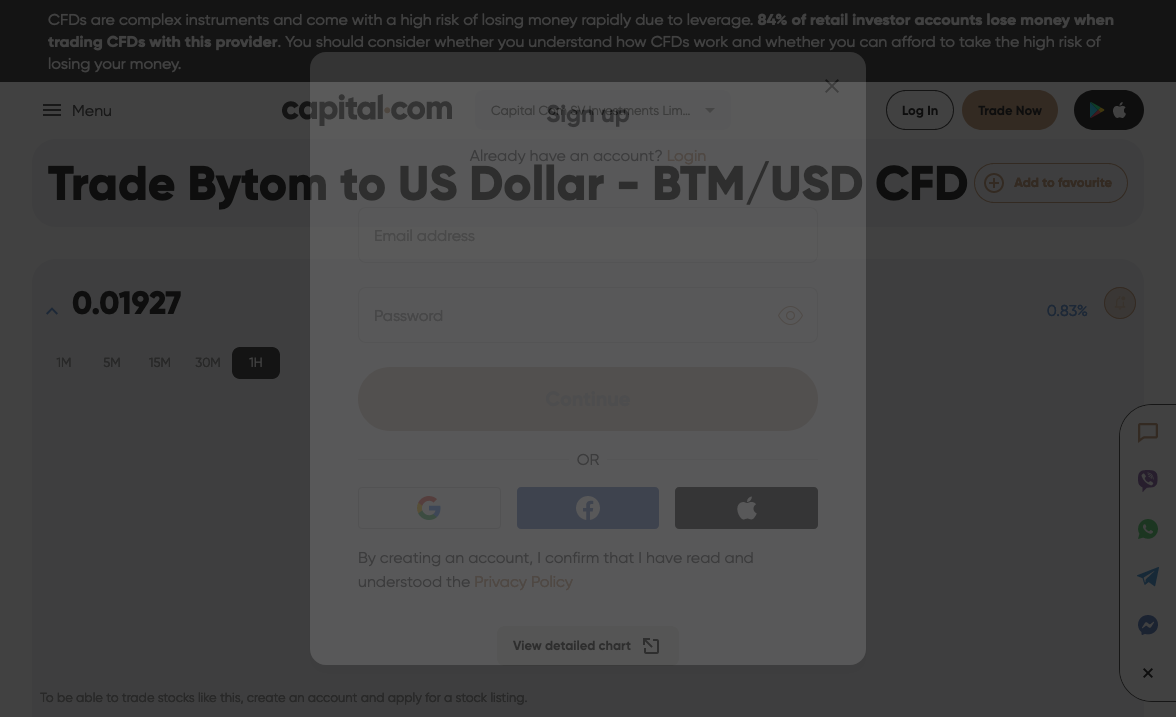 CFDs are complex instruments and come with a high risk of losing money rapidly due to leverage. 84% of retail investor accounts lose money when
trading CFDs with this provider. You should consider whether you understand how CFDs work and whether you can afford to take the high risk of
losing your money.
Menu
capital.com
Capital Com SV Investments Lim...
Log In
Trade Now
Sign up
Already have an account? Login
Trade Bytom to US Dollar - BTM/USD CFD
Add to favourite
Email address
0.01927
0.83%
Password
1M 5M 15M 30M 1H
Continue
OR
By creating an account, I confirm that I have read and
understood the Privacy Policy
View detailed chart
To be able to trade stocks like this, create an account and apply for a stock listing.